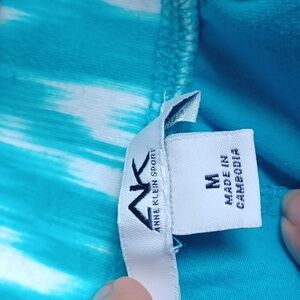 AK
ANNE KLEIN SPORT
M
MADE IN
CAMBODIA